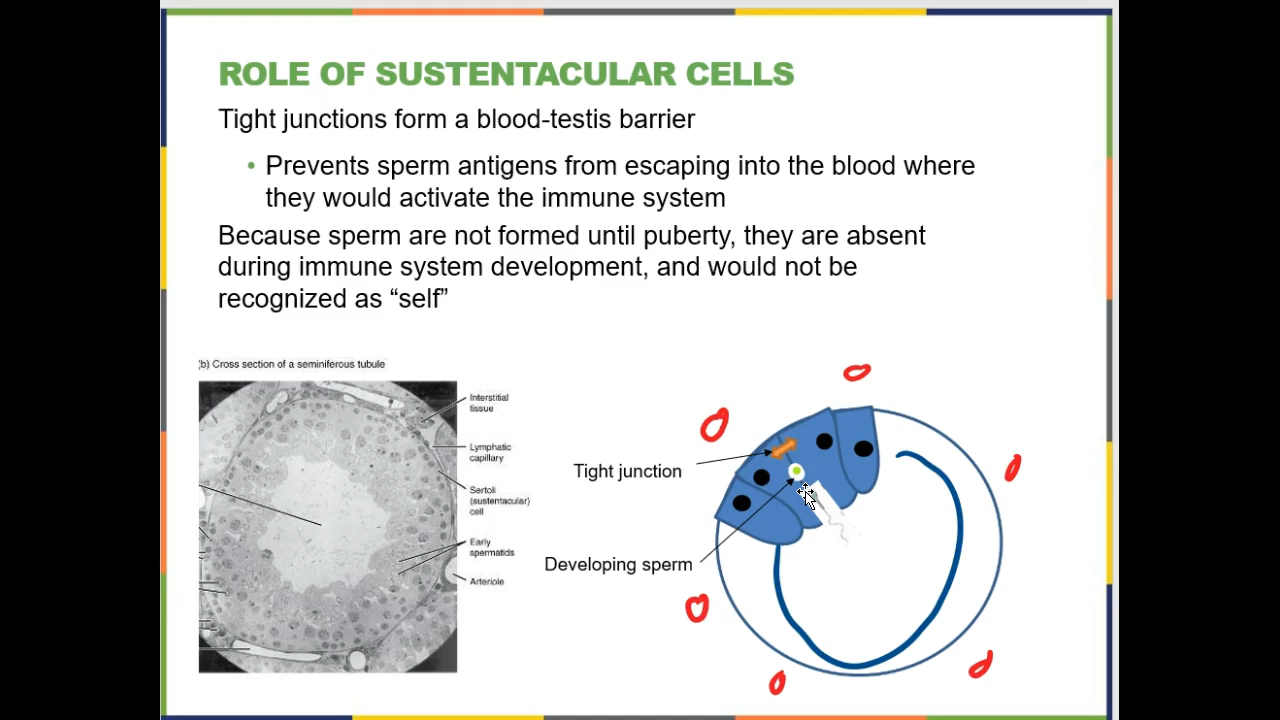 ROLE OF SUSTENTACULAR CELLS
Tight junctions form a blood-testis barrier
• Prevents sperm antigens from escaping into the blood where
they would activate the immune system
Because sperm are not formed until puberty, they are absent
during immune system development, and would not be
recognized as “self”
(b) Cross section of a seminiferous tubule
Interstitial
tissue
Lymphatic
capillary
Sertoli
(sustentacular)
cell
Early
spermatids
Arteriole
Tight junction
Developing sperm